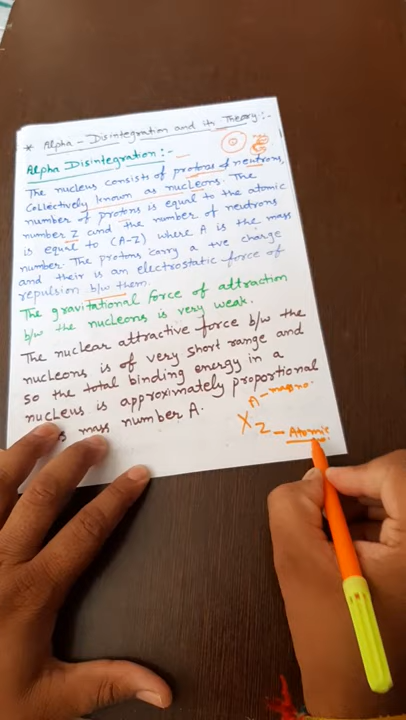 * Alpha - Disintegration and its Theory:-
Alpha Disintegration:-
The nucleus consists of protons & neutrons,
collectively known as nucleons. The
number of protons is equal to the atomic
number Z and the number of neutrons
is equal to (A-Z) where A is the mass
number. The protons carry a +ve charge
and their is an electrostatic force of
repulsion b/w them.
The gravitational force of attraction
b/w the nucleons is very weak.
The nuclear attractive force b/w the
nucleons is of very short range and
so the total binding energy in a
nucleus is approximately proportional
mass number A.
A - mass no.
X
Z - Atomic
no.